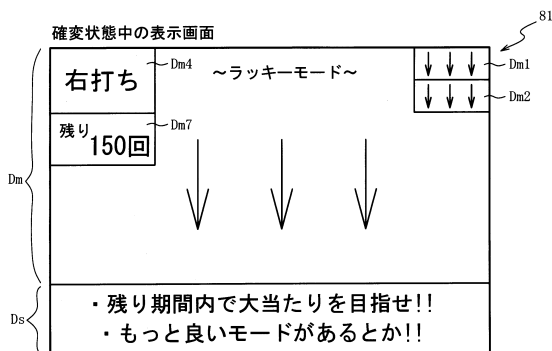 81
確変状態中の表示画面
右打ち
Dm4
～ラッキーモード～
Dm1
Dm2
残り
150回
Dm7
Dm
Ds
・残り期間内で大当たりを目指せ!!
・もっと良いモードがあるとか!!